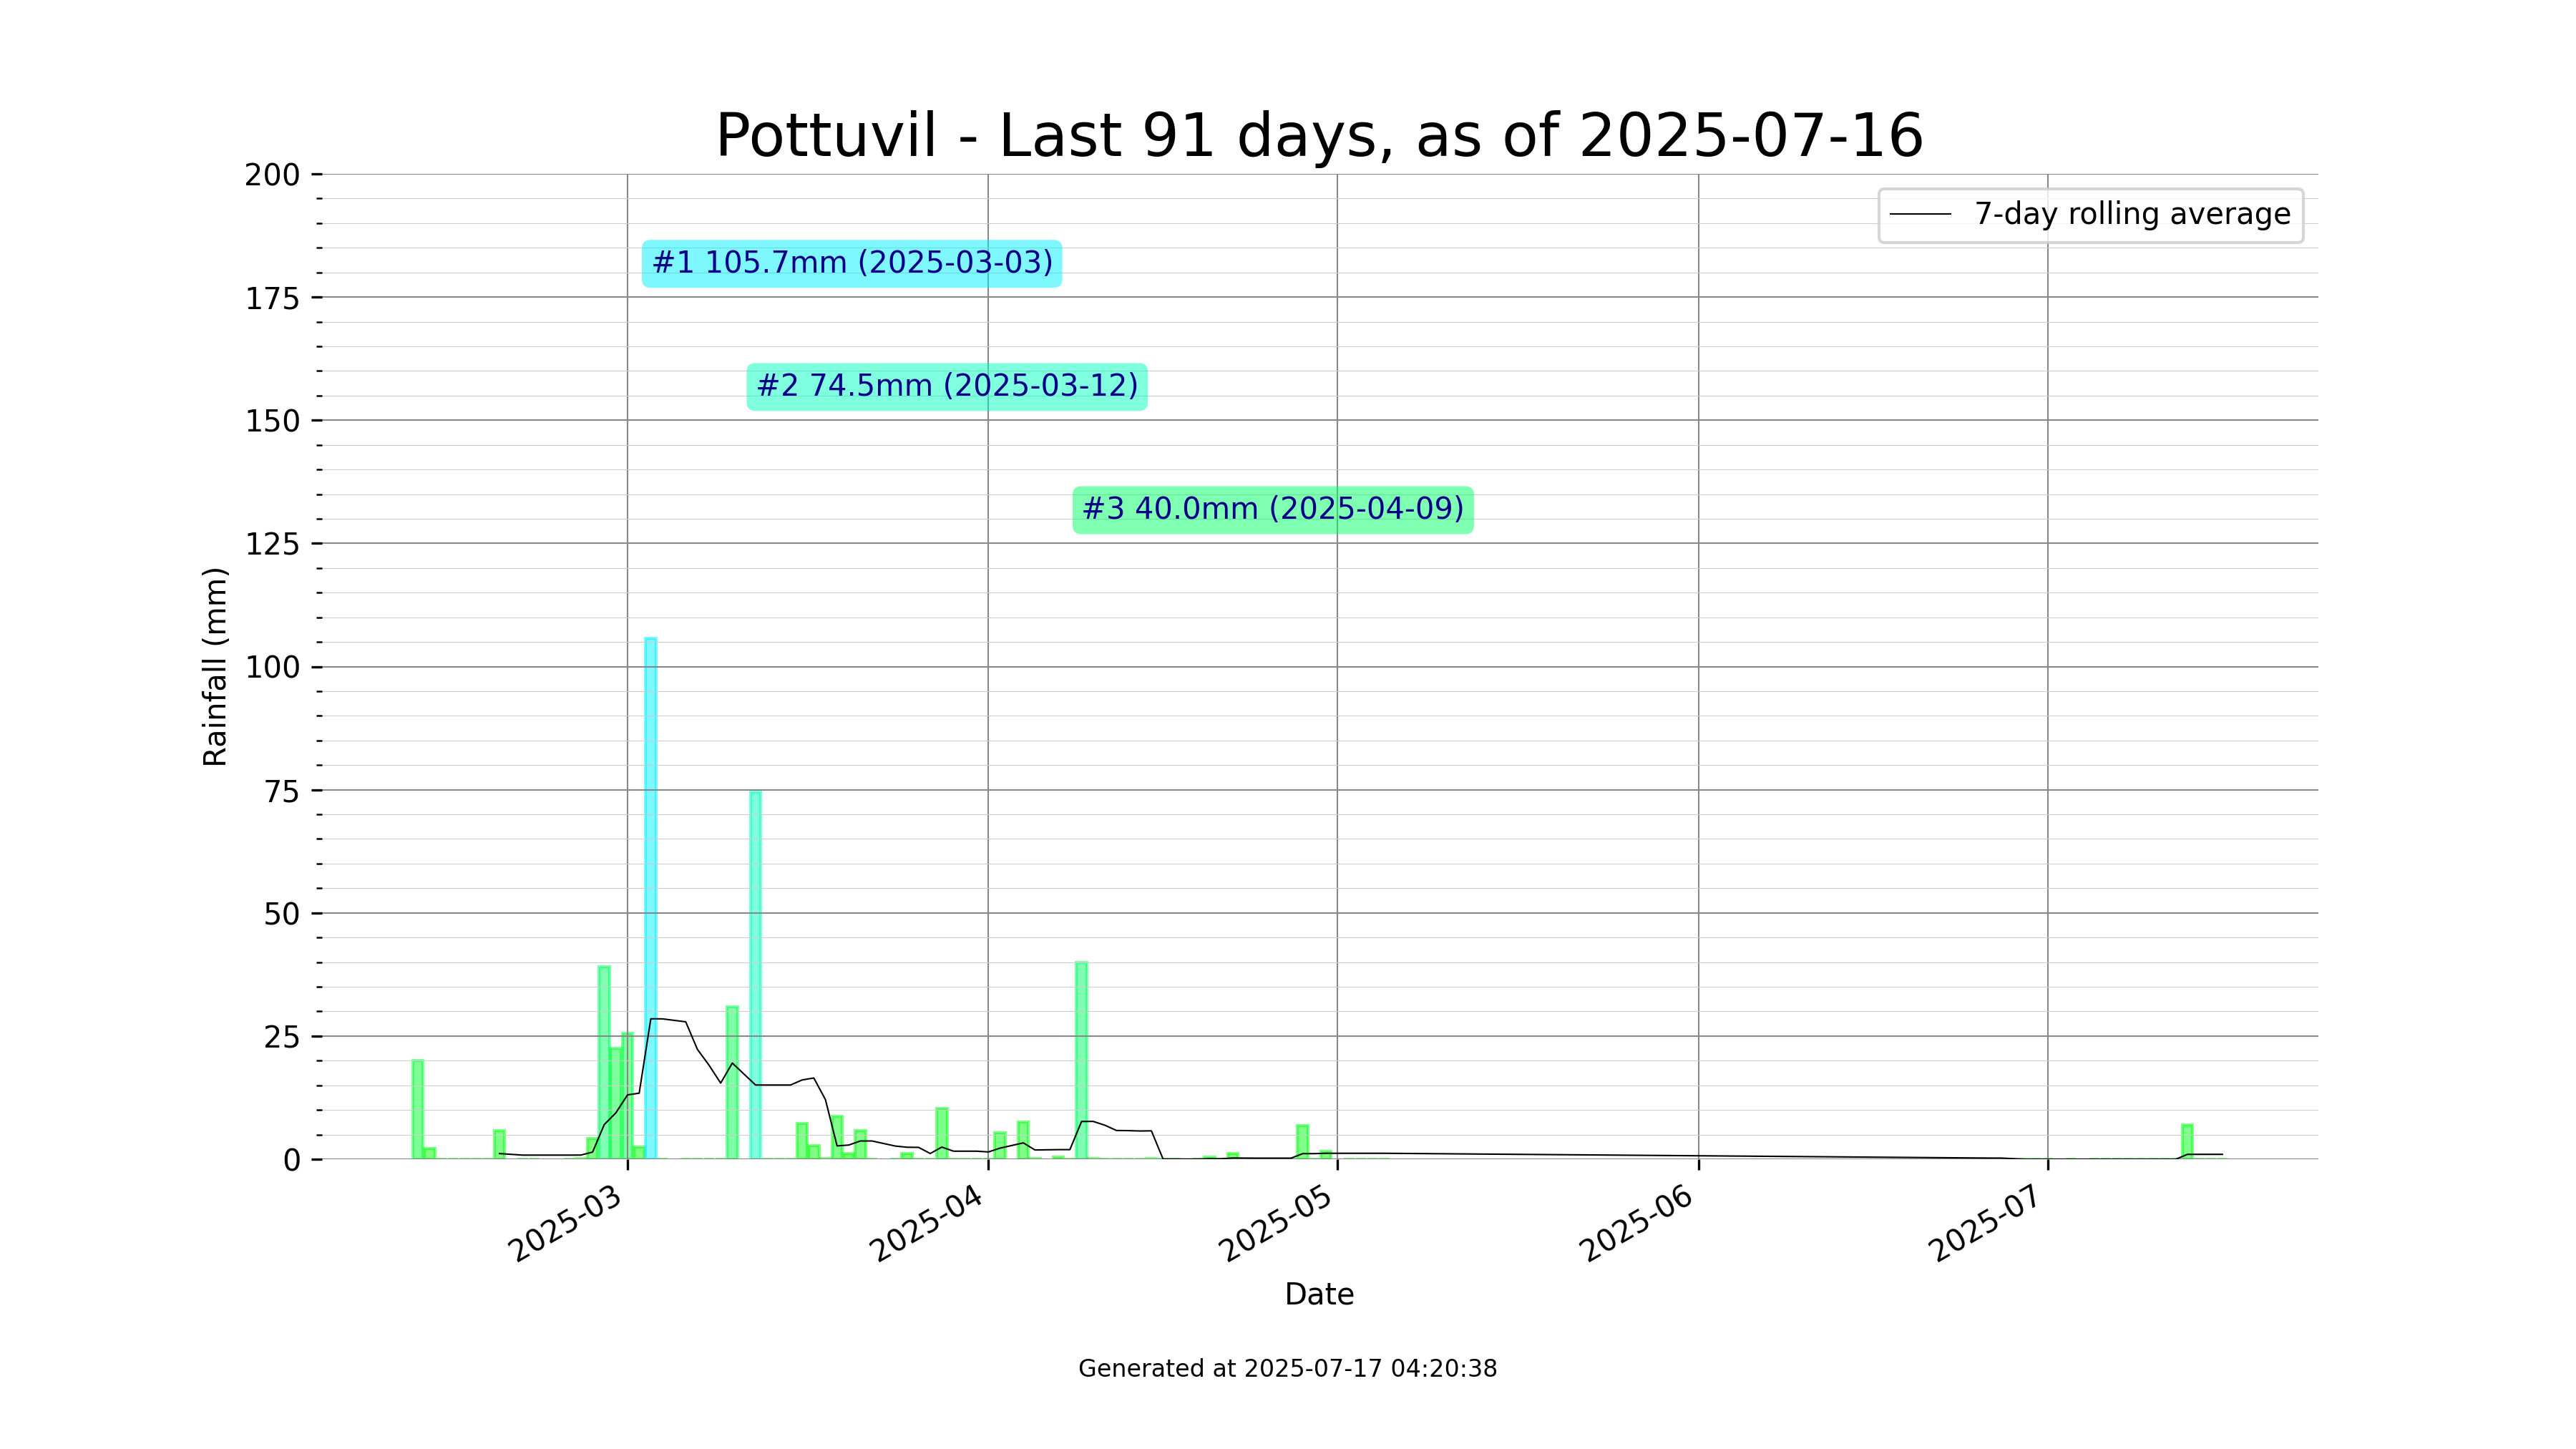 Pottuvil - Last 91 days, as of 2025-07-16
7-day rolling average
#1 105.7mm (2025-03-03)
#2 74.5mm (2025-03-12)
#3 40.0mm (2025-04-09)
Rainfall (mm)
200
175
150
125
100
75
50
25
0
2025-03
2025-04
2025-05
2025-06
2025-07
Date
Generated at 2025-07-17 04:20:38